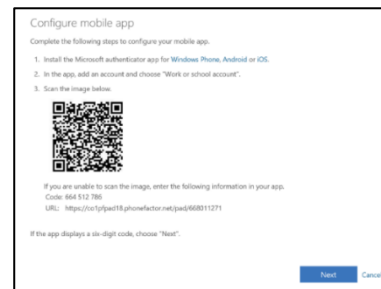 Configure mobile app
Complete the following steps to configure your mobile app.
1. Install the Microsoft authenticator app for Windows Phone, Android or iOS.
2. In the app, add an account and choose "Work or school account".
3. Scan the image below.
If you are unable to scan the image, enter the following information in your app.
Code: 664 512 786
URL: https://co1pfpad18.phonefactor.net/pad/668011271
If the app displays a six-digit code, choose "Next".
Next Cancel